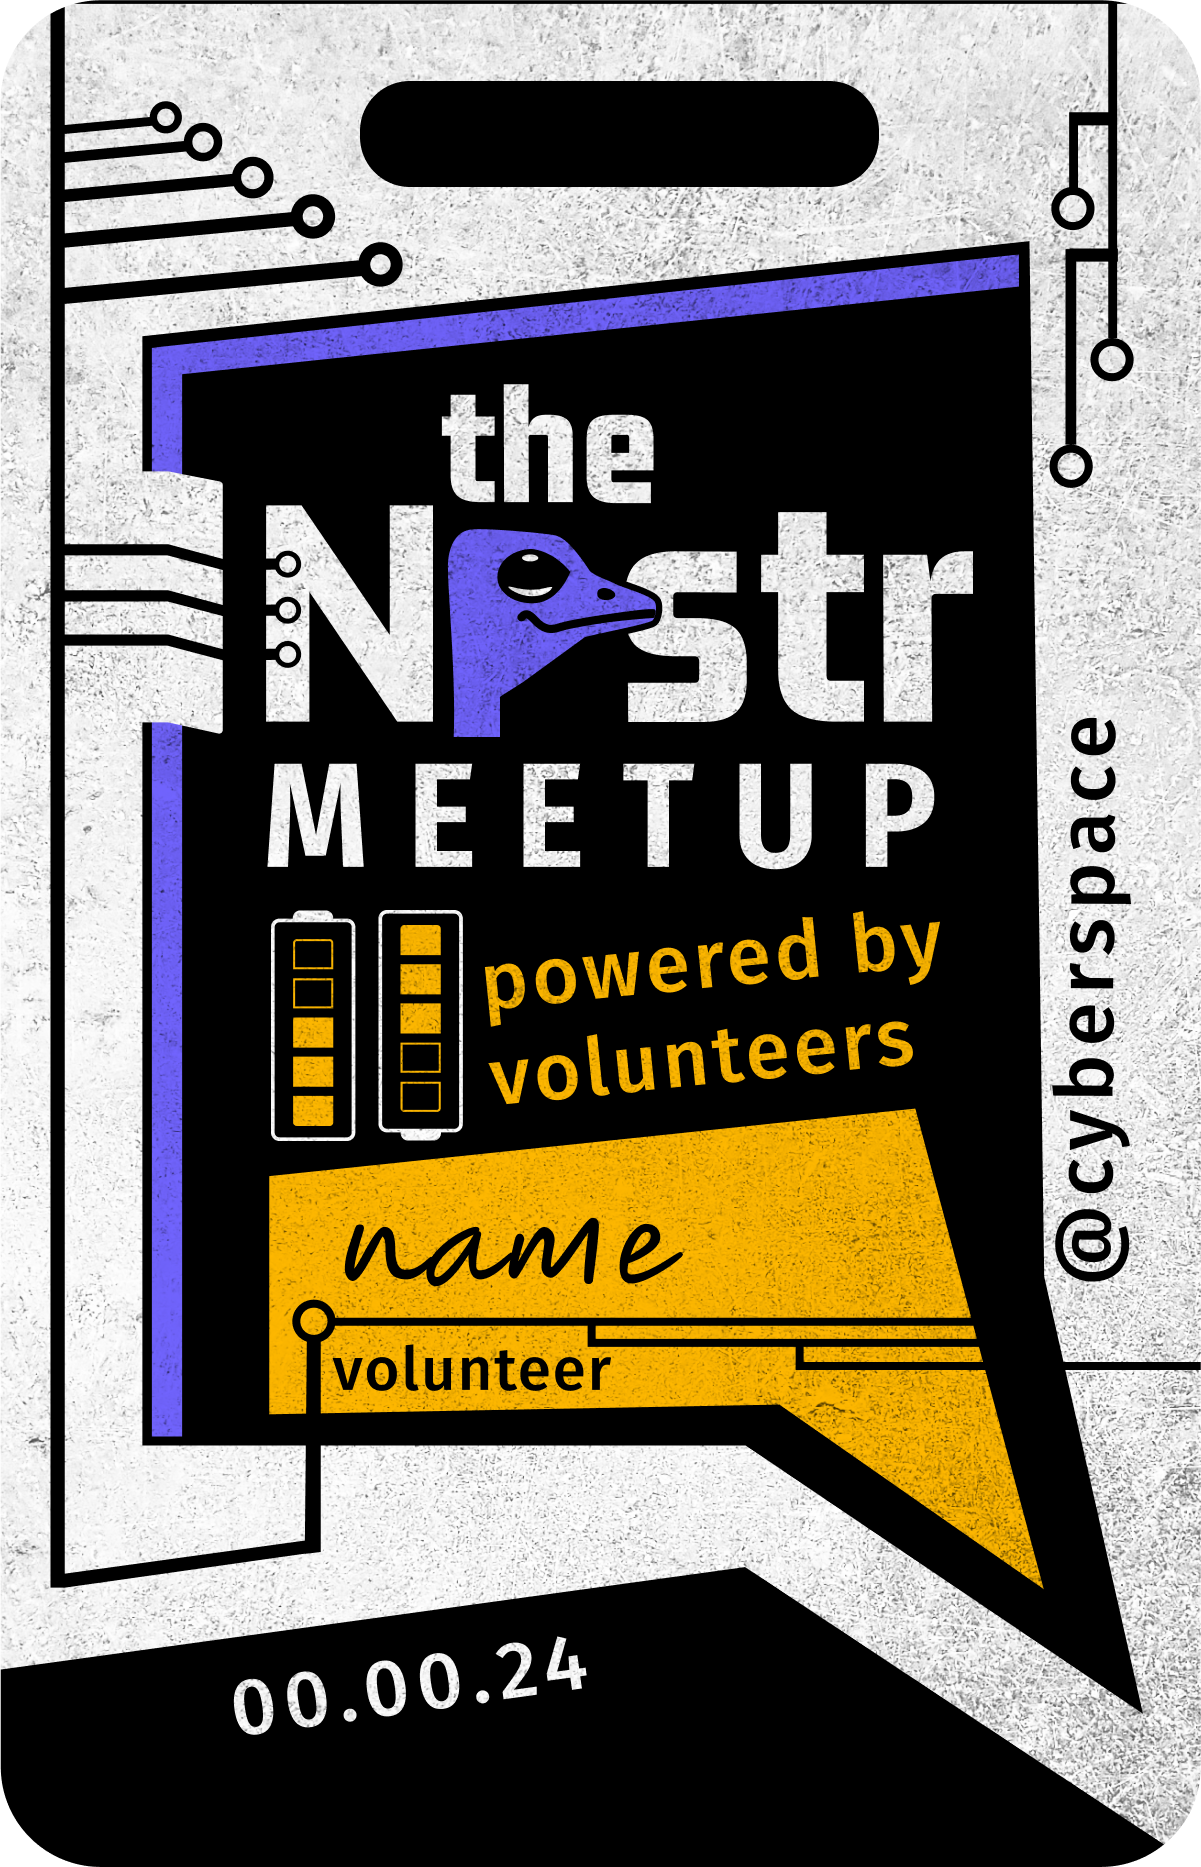 the
Nostr
MEETUP
powered by
volunteers
name
volunteer
@cyberspace
00.00.24